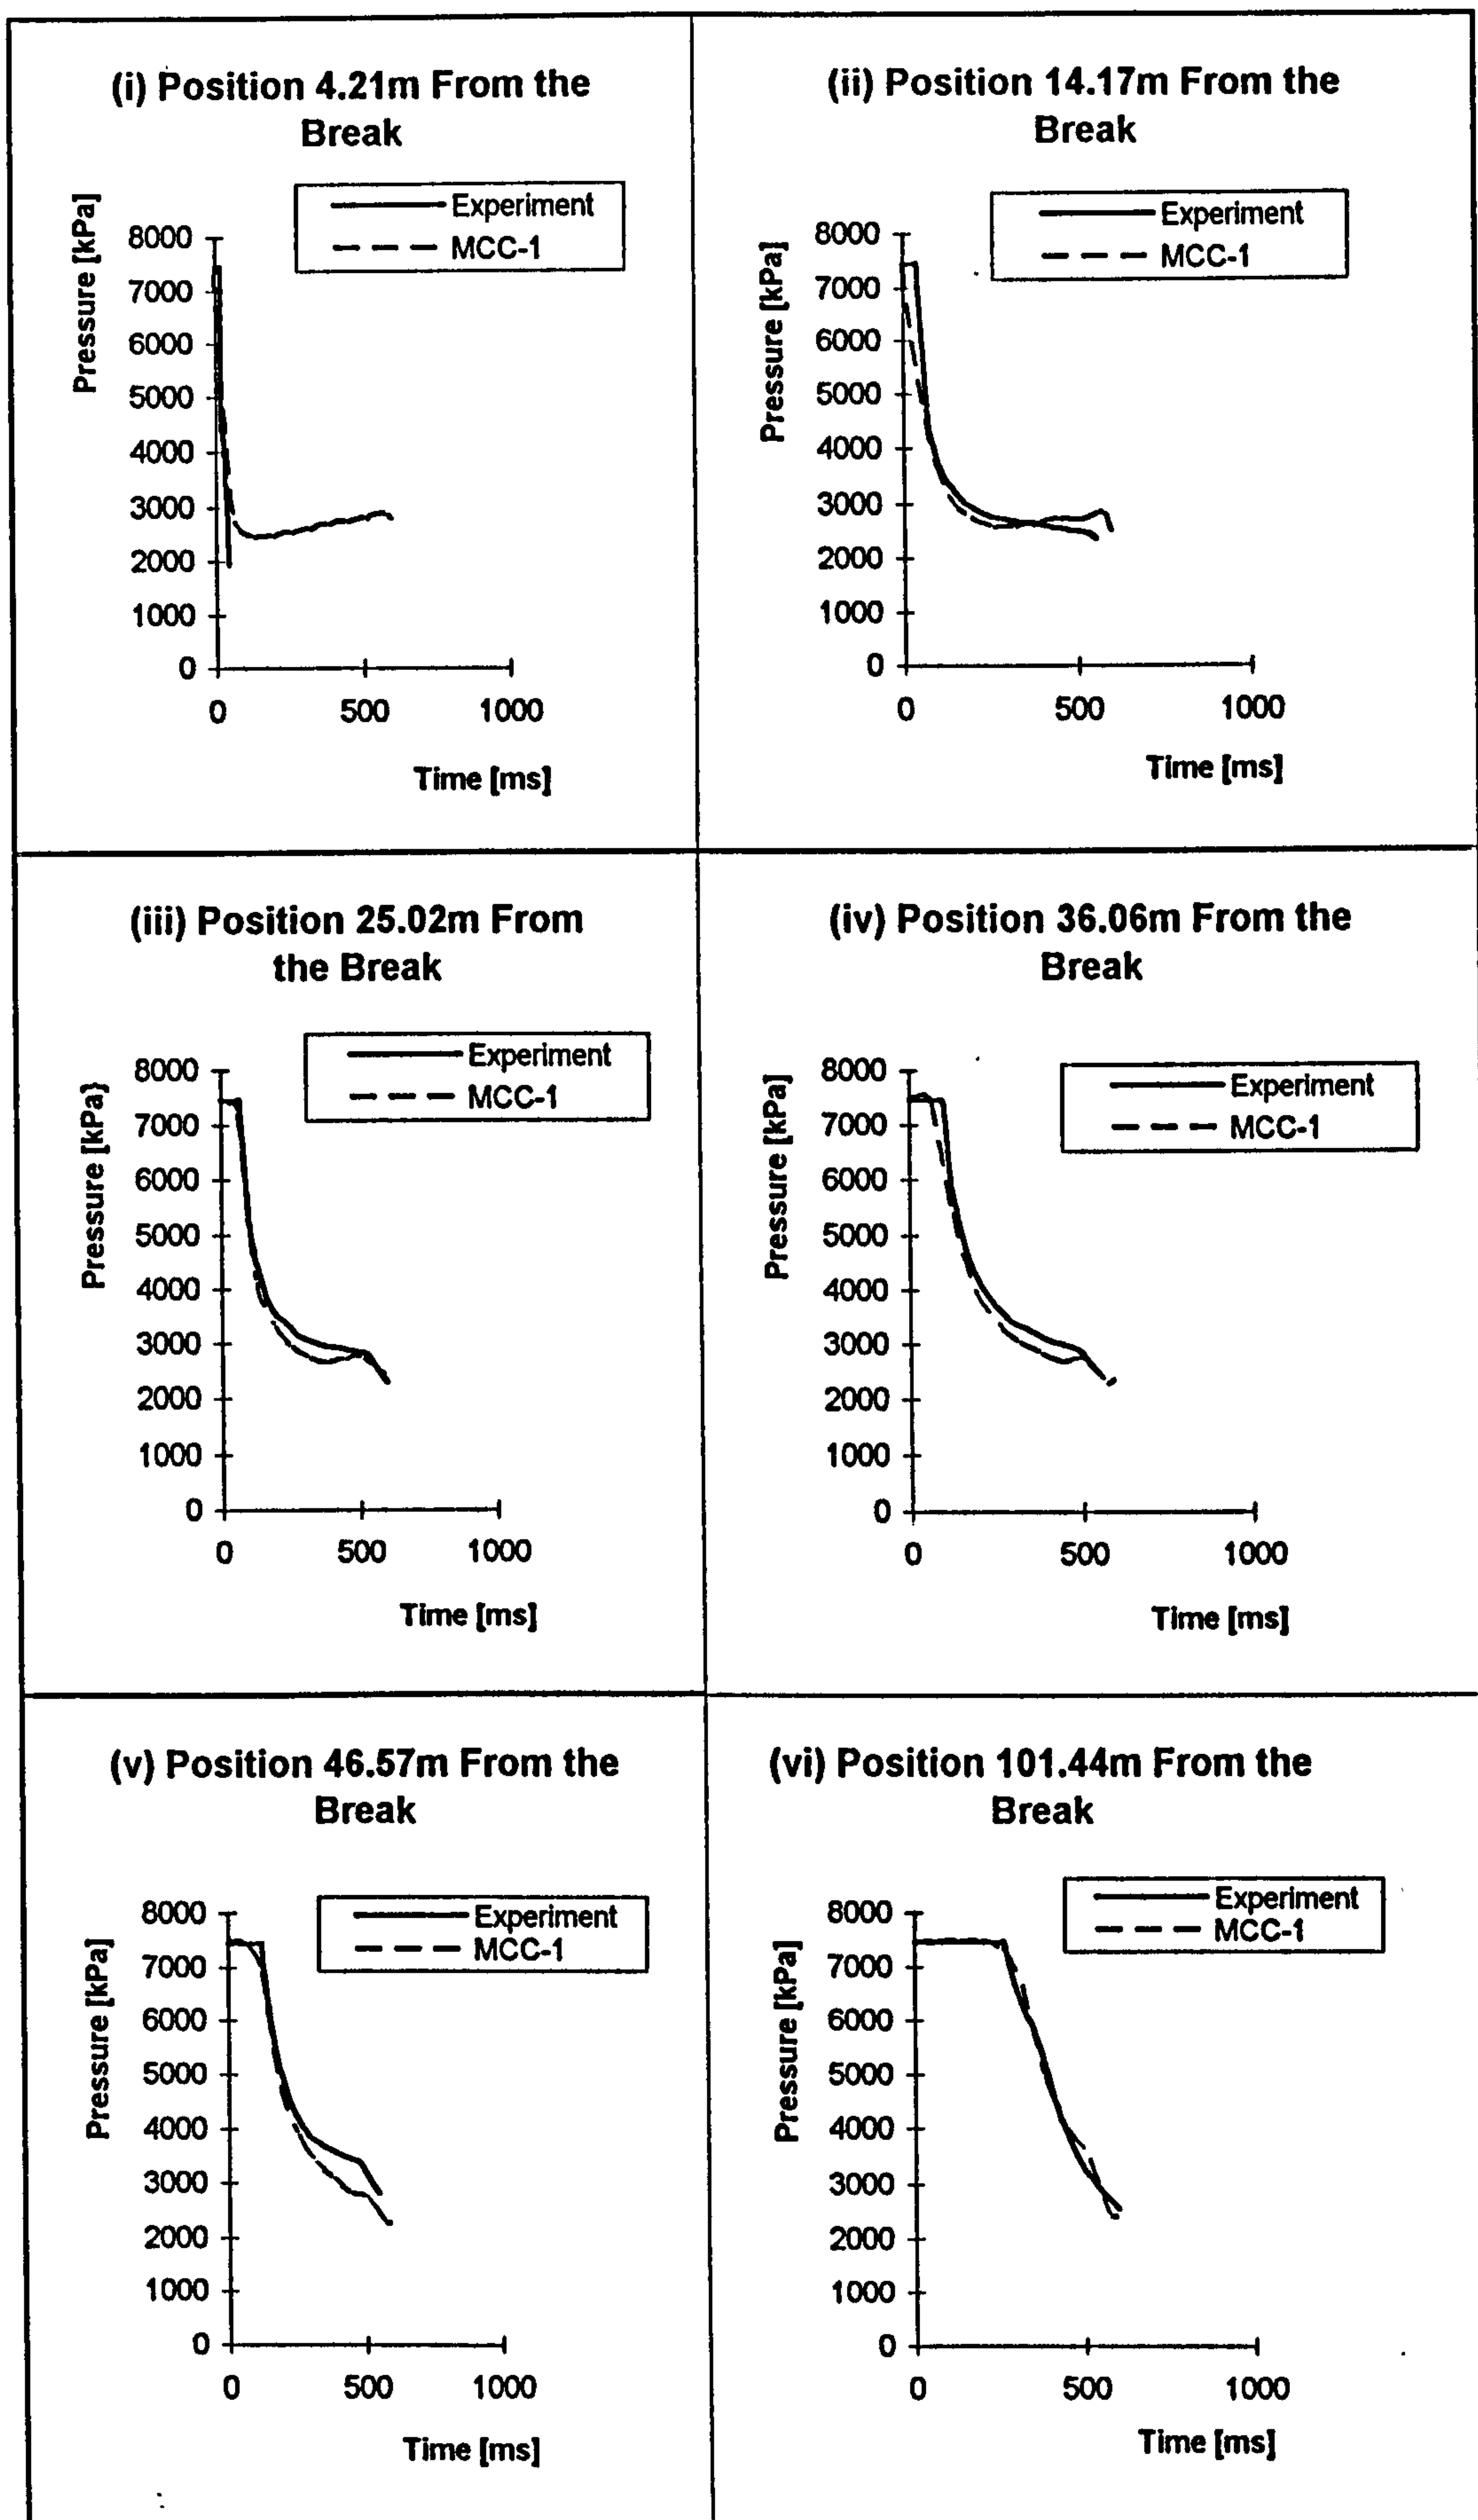 (i) Position 4.21m From the
Break
Experiment
MCC-1
Pressure [kPa]
8000
7000
6000
5000
4000
3000
2000
1000
0
0 500 1000
Time [ms]
(ii) Position 14.17m From the
Break
Experiment
MCC-1
Pressure [kPa]
8000
7000
6000
5000
4000
3000
2000
1000
0
0 500 1000
Time [ms]
(iii) Position 25.02m From
the Break
Experiment
MCC-1
Pressure [kPa}
8000
7000
6000
5000
4000
3000
2000
1000
0
0 500 1000
Time [ms]
(iv) Position 36.06m From the
Break
Experiment
MCC-1
Pressure [kPa]
8000
7000
6000
5000
4000
3000
2000
1000
0
0 500 1000
Time [ms]
(v) Position 46.57m From the
Break
Experiment
MCC-1
Pressure [kPa]
8000
7000
6000
5000
4000
3000
2000
1000
0
0 500 1000
Time [ms]
(vi) Position 101.44m From the
Break
Experiment
MCC-1
Pressure [kPa]
8000
7000
6000
5000
4000
3000
2000
1000
0
0 500 1000
Time [ms]